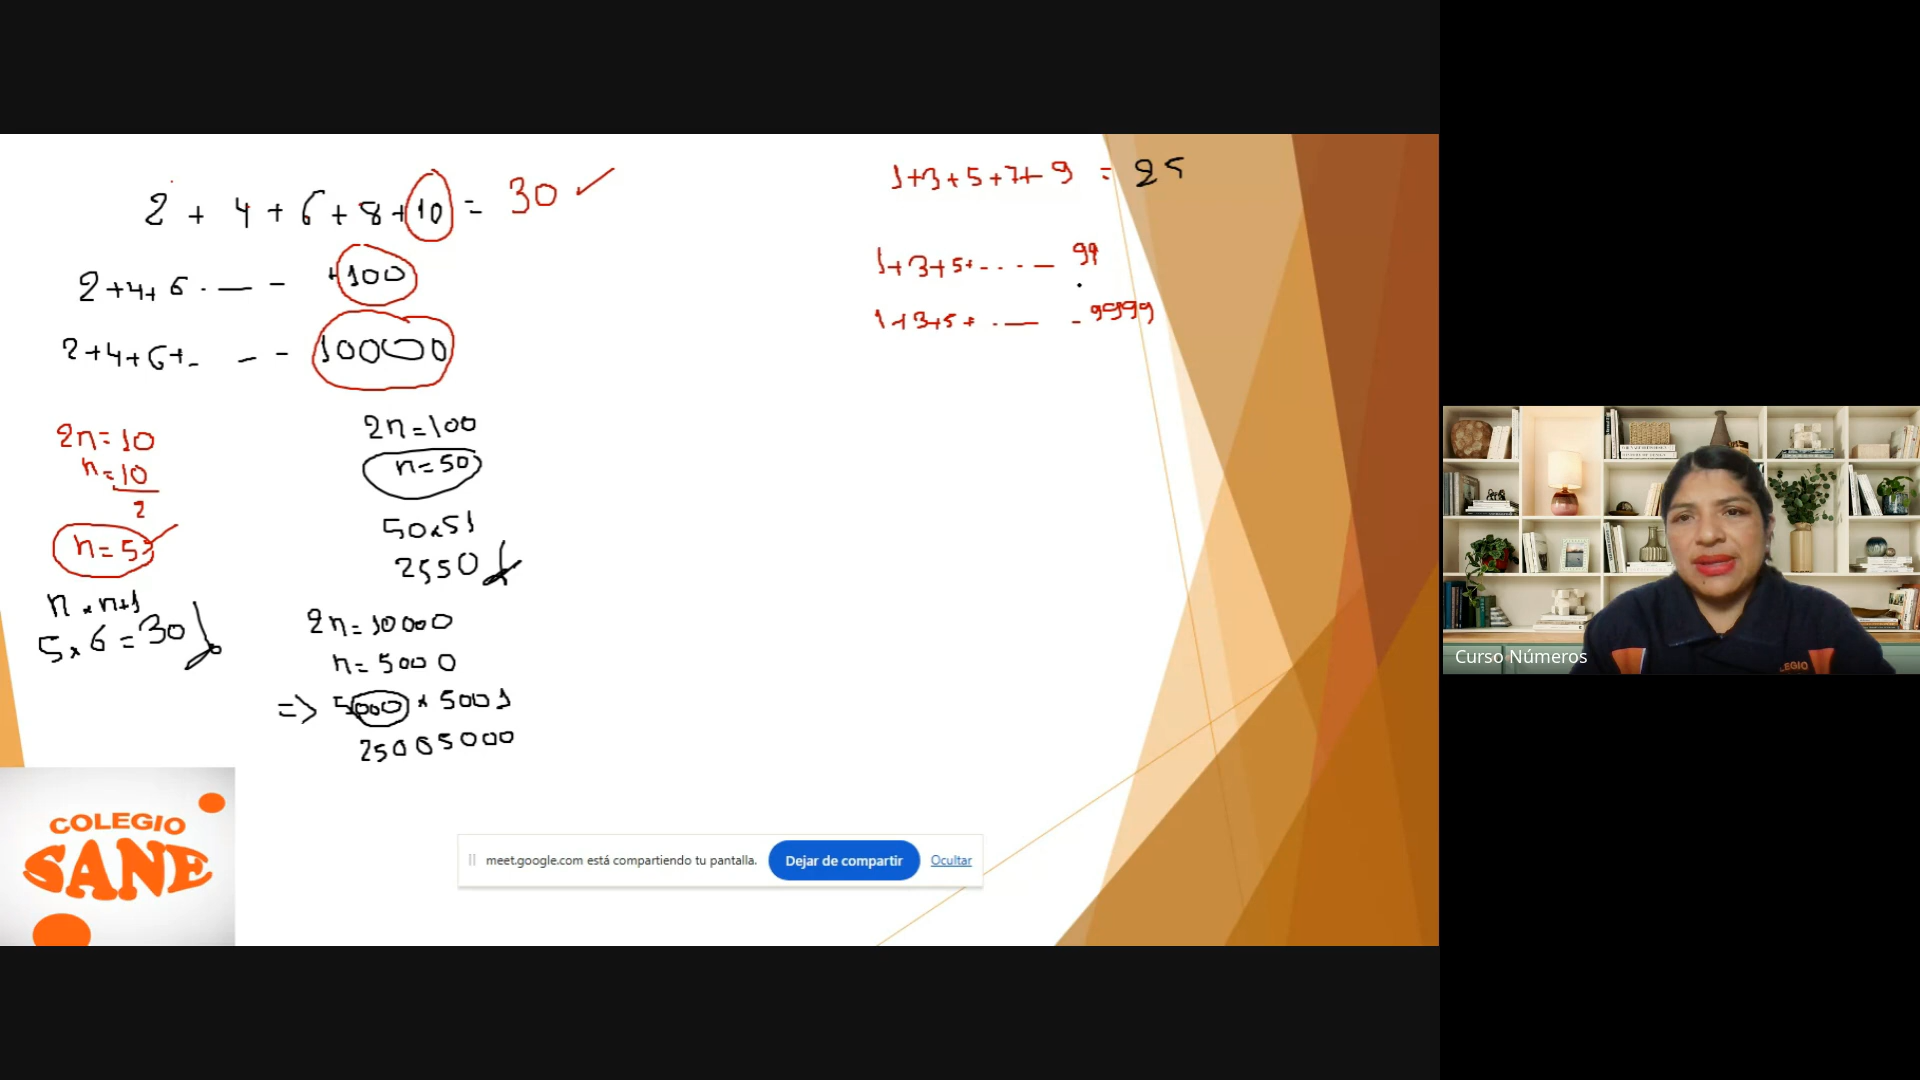 2 + 4 + 6 + 8 + 10 = 30
2 + 4 + 6 . — - + 100
2 + 4 + 6 + - — - 10000
2n = 10
n = 10
2
n = 5
n × n+1
5 × 6 = 30
2n = 100
n = 50
50 × 51
2550
2n = 10000
n = 5000
=> 5000 × 5001
25005000
1 + 3 + 5 + 7 + 9 = 25
1 + 3 + 5 + - . . . — 99
1 + 3 + 5 + . — - 9999
COLEGIO
SANE
meet.google.com está compartiendo tu pantalla.
Dejar de compartir
Ocultar
Curso Números
LEGIO